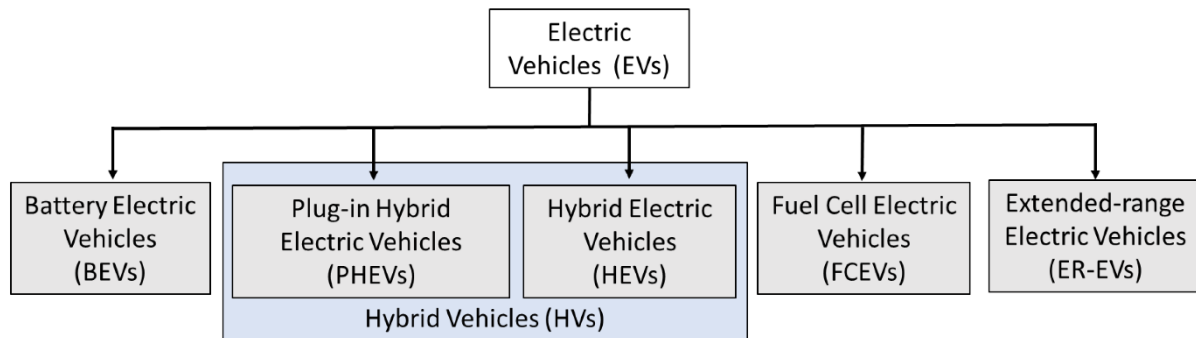 Electric
Vehicles (EVs)
Battery Electric
Vehicles
(BEVs)
Plug-in Hybrid
Electric Vehicles
(PHEVs)
Hybrid Electric
Vehicles
(HEVs)
Hybrid Vehicles (HVs)
Fuel Cell Electric
Vehicles
(FCEVs)
Extended-range
Electric Vehicles
(ER-EVs)